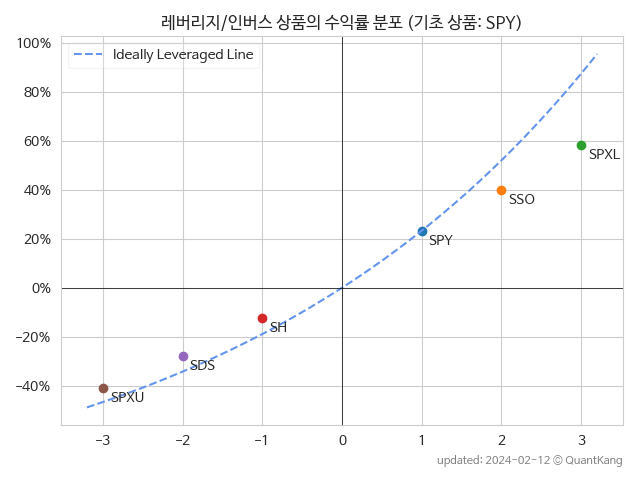 레버리지/인버스 상품의 수익률 분포 (기초 상품: SPY)
100%
80%
60%
40%
20%
0%
−20%
−40%
Ideally Leveraged Line
SPXL
SSO
SPY
SH
SDS
SPXU
−3
−2
−1
0
1
2
3
updated: 2024-02-12 © QuantKang